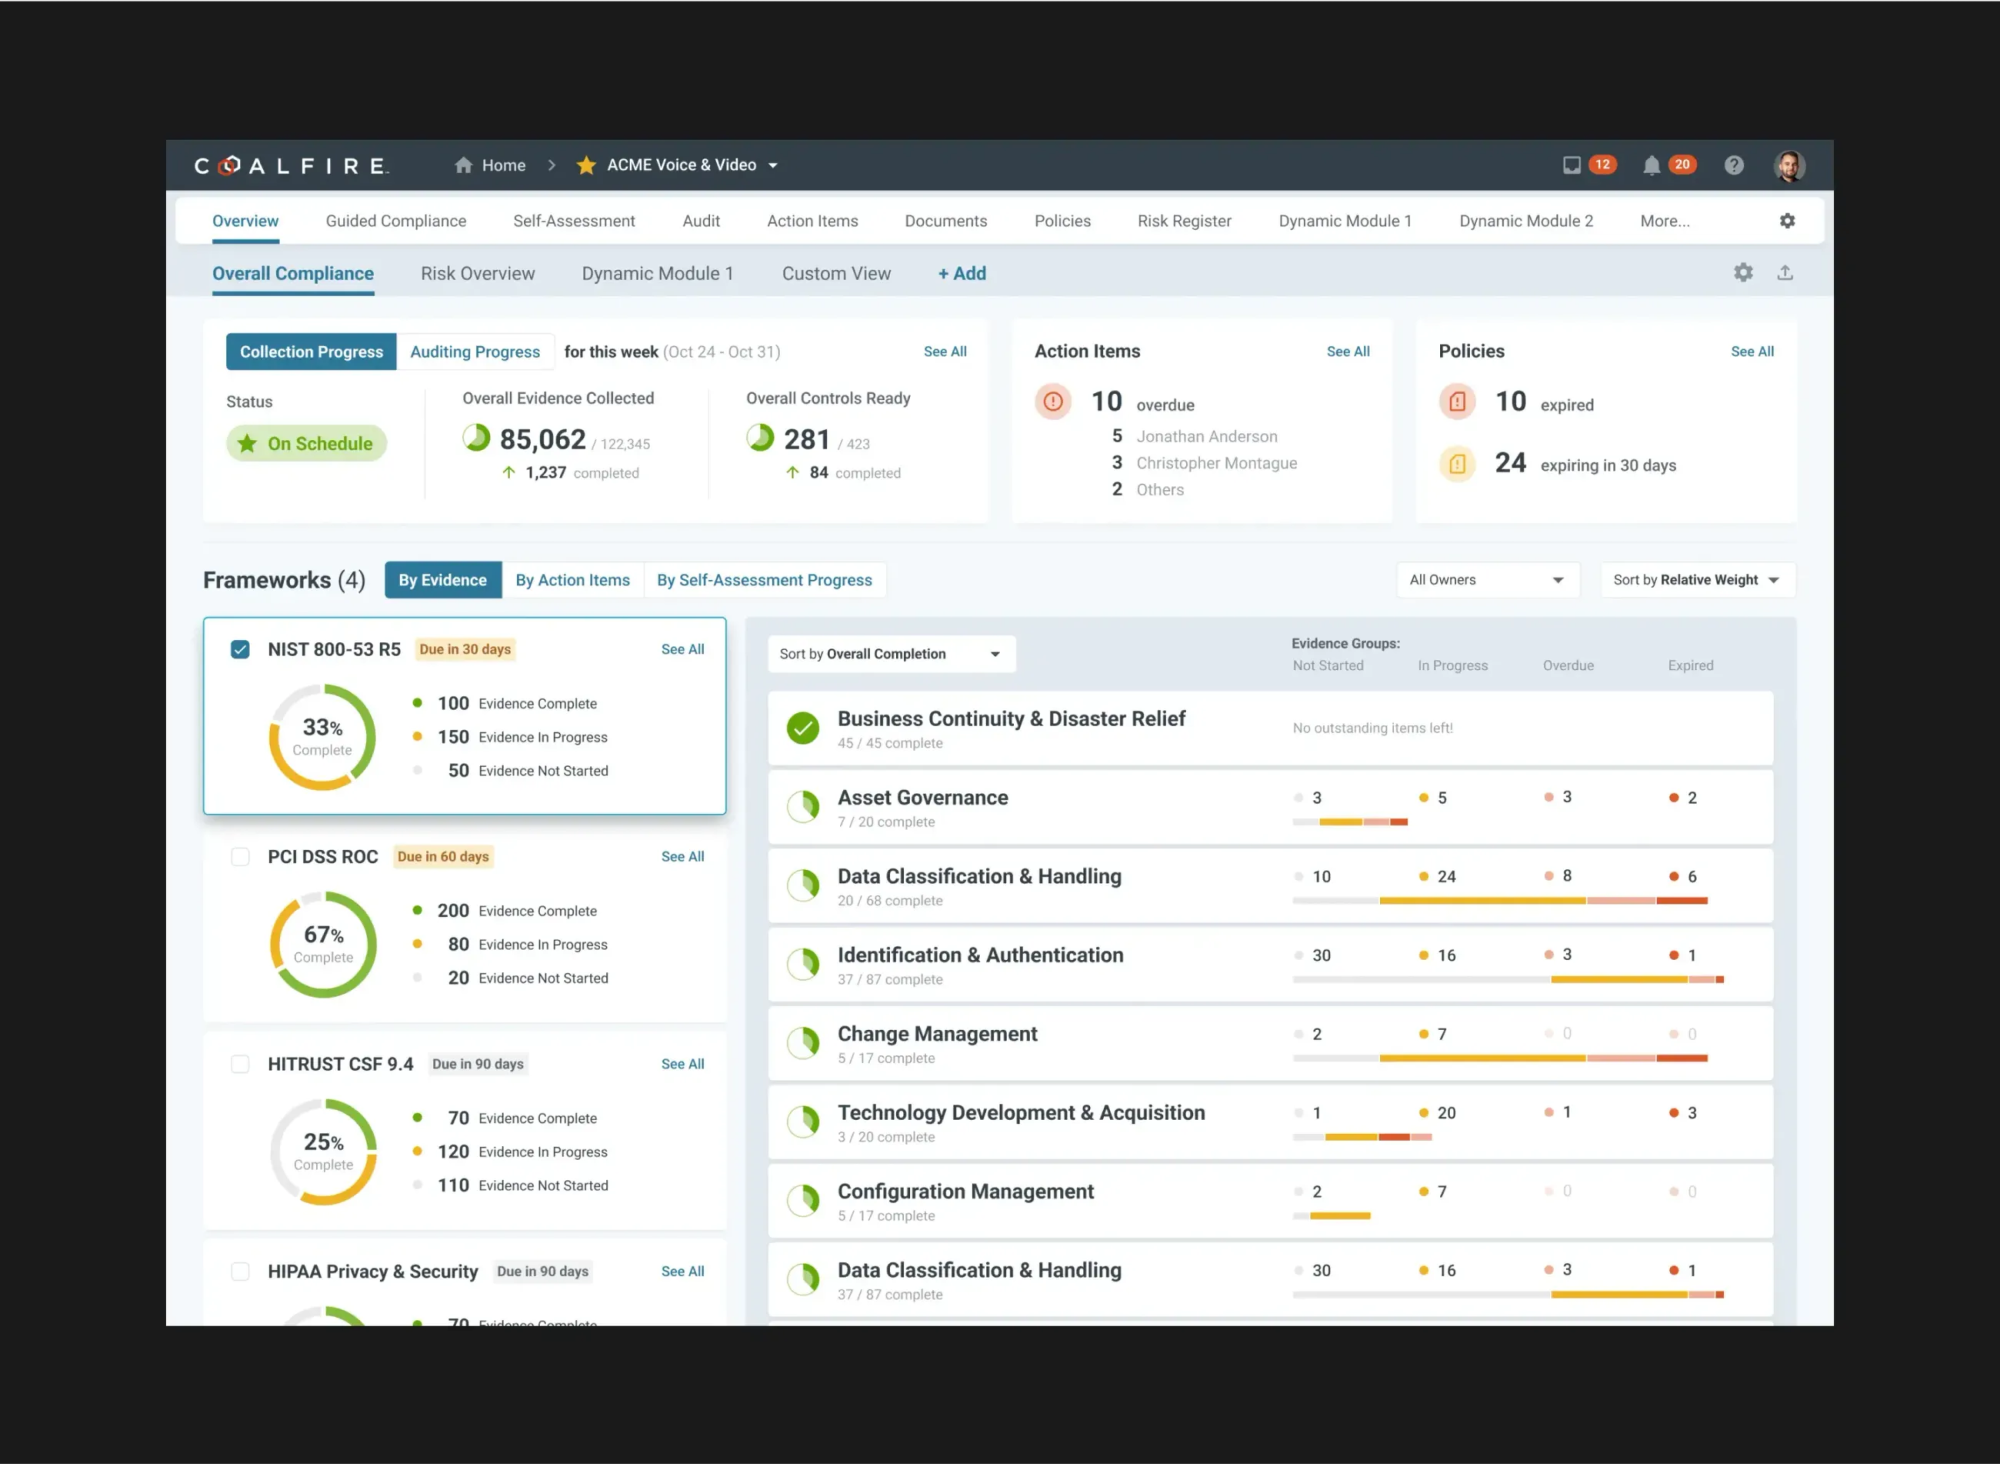 COALFIRE
Home > ACME Voice & Video
12
20
Overview Guided Compliance Self-Assessment Audit Action Items Documents Policies Risk Register Dynamic Module 1 Dynamic Module 2 More...
Overall Compliance Risk Overview Dynamic Module 1 Custom View + Add
Collection Progress Auditing Progress for this week (Oct 24 - Oct 31) See All
Status
On Schedule
Overall Evidence Collected
85,062 / 122,345
1,237 completed
Overall Controls Ready
281 / 423
84 completed
Action Items See All
10 overdue
5 Jonathan Anderson
3 Christopher Montague
2 Others
Policies See All
10 expired
24 expiring in 30 days
Frameworks (4) By Evidence By Action Items By Self-Assessment Progress All Owners Sort by Relative Weight
NIST 800-53 R5 Due in 30 days See All
33%
Complete
100 Evidence Complete
150 Evidence In Progress
50 Evidence Not Started
PCI DSS ROC Due in 60 days See All
67%
Complete
200 Evidence Complete
80 Evidence In Progress
20 Evidence Not Started
HITRUST CSF 9.4 Due in 90 days See All
25%
Complete
70 Evidence Complete
120 Evidence In Progress
110 Evidence Not Started
HIPAA Privacy & Security Due in 90 days See All
70 Evidence Complete
Sort by Overall Completion
Evidence Groups:
Not Started In Progress Overdue Expired
Business Continuity & Disaster Relief
45 / 45 complete
No outstanding items left!
Asset Governance
7 / 20 complete
3 5 3 2
Data Classification & Handling
20 / 68 complete
10 24 8 6
Identification & Authentication
37 / 87 complete
30 16 3 1
Change Management
5 / 17 complete
2 7 0 0
Technology Development & Acquisition
3 / 20 complete
1 20 1 3
Configuration Management
5 / 17 complete
2 7 0 0
Data Classification & Handling
37 / 87 complete
30 16 3 1